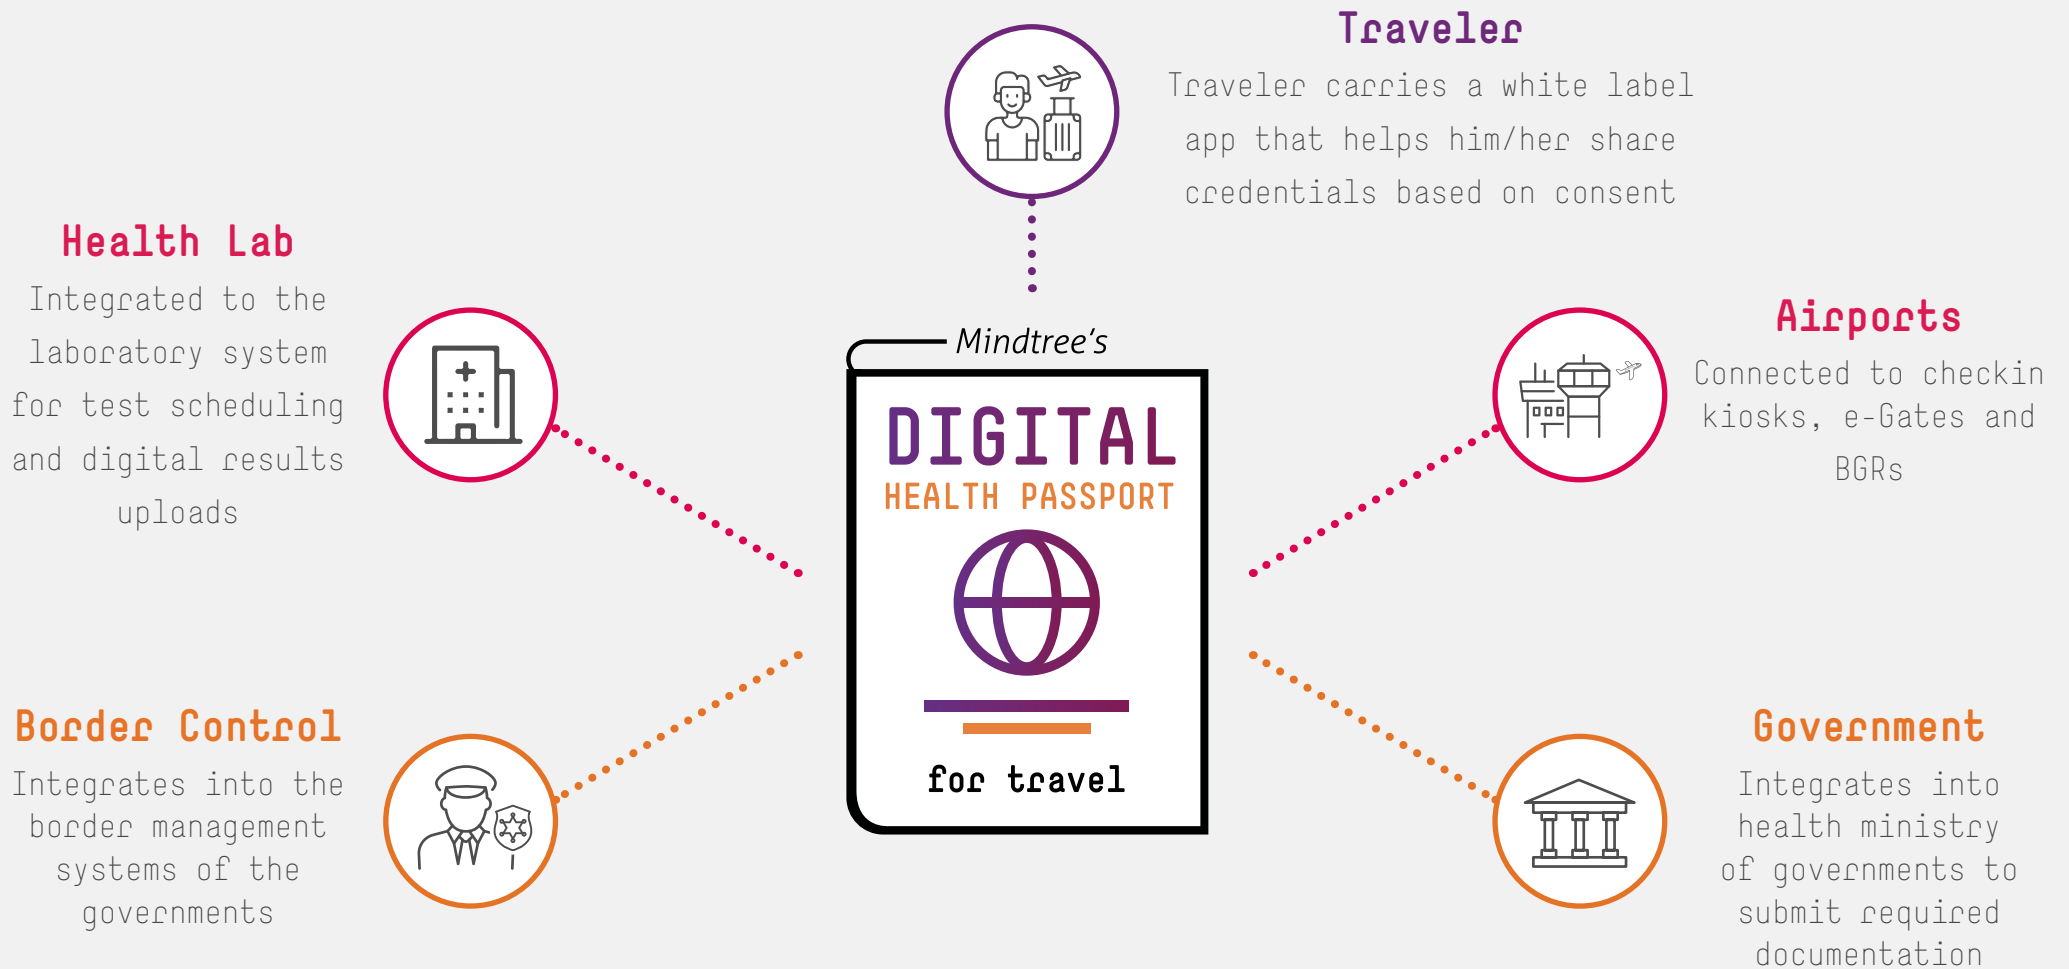 Traveler
Traveler carries a white label
app that helps him/her share
credentials based on consent
Health Lab
Integrated to the
laboratory system
for test scheduling
and digital results
uploads
Mindtree's
DIGITAL
HEALTH PASSPORT
for travel
Airports
Connected to checkin
kiosks, e-Gates and
BGRs
Border Control
Integrates into the
border management
systems of the
governments
Government
Integrates into
health ministry
of governments to
submit required
documentation